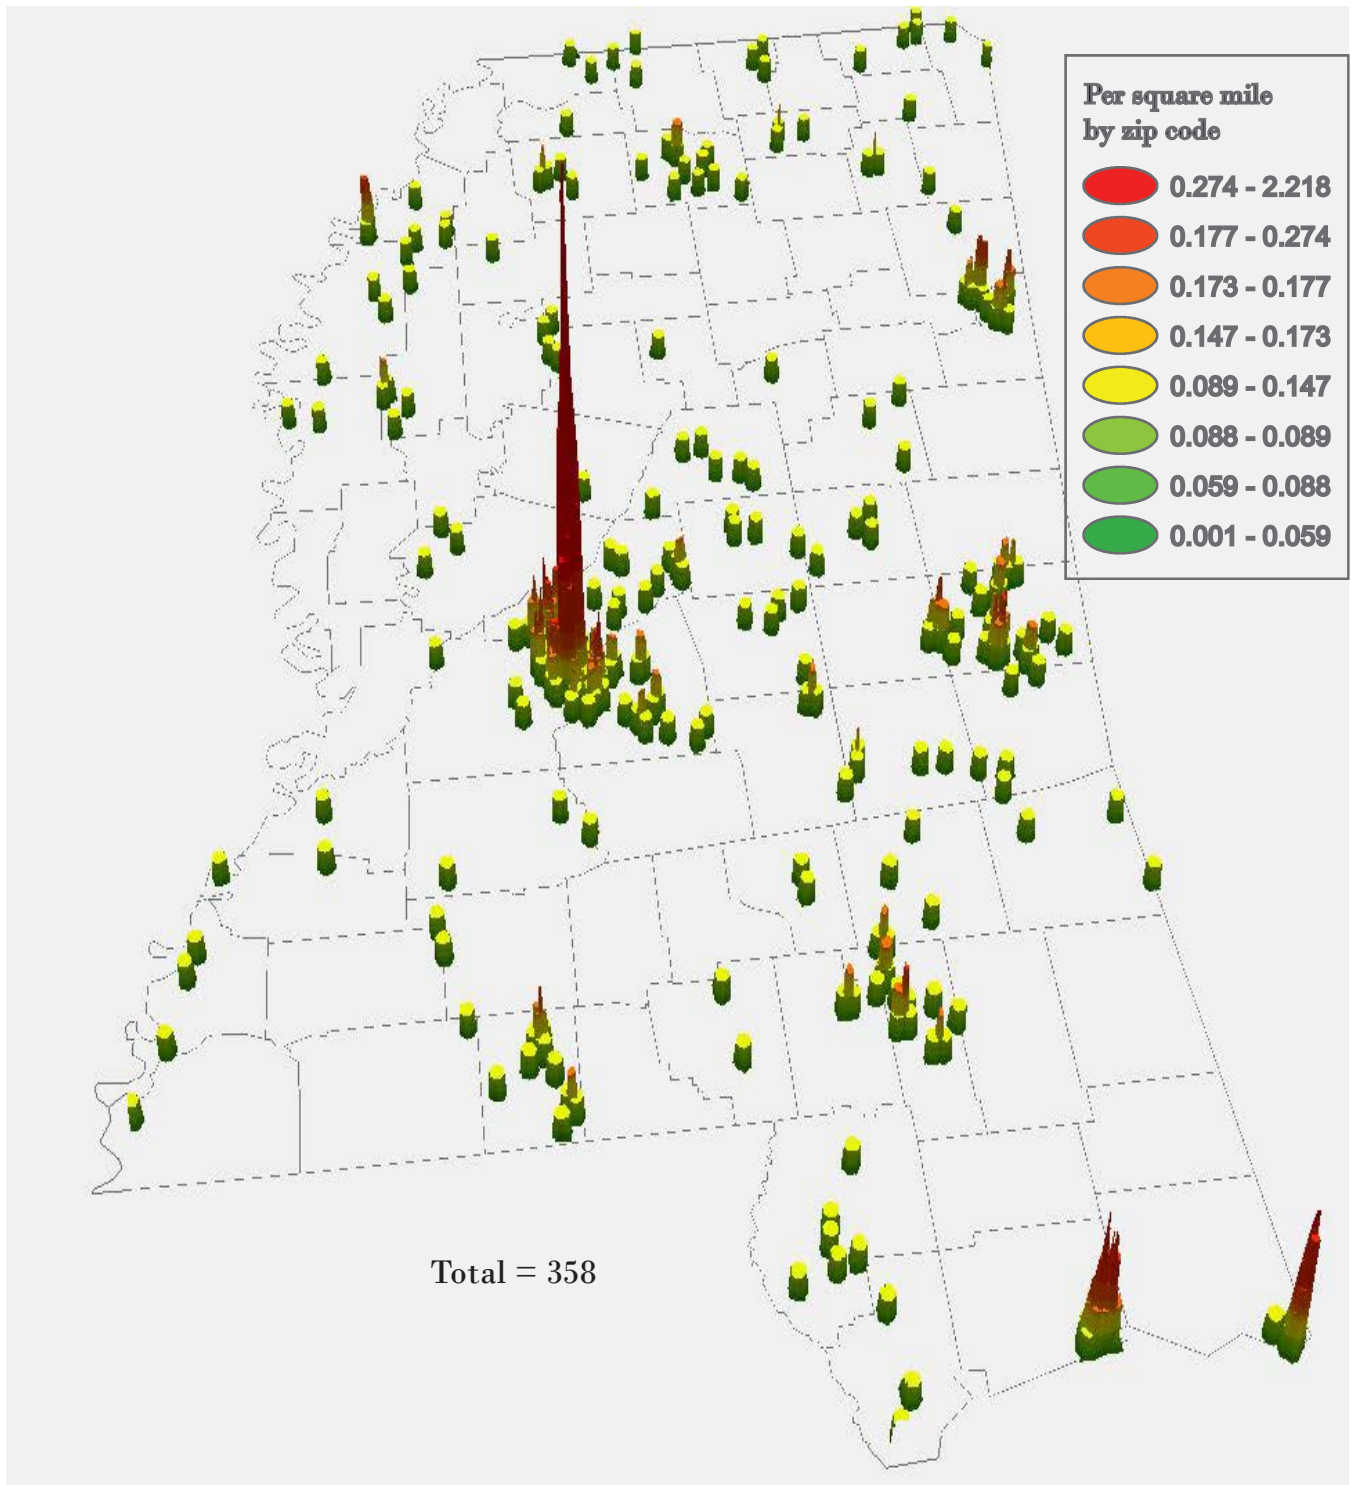 Per square mile
by zip code
0.274 - 2.218
0.177 - 0.274
0.173 - 0.177
0.147 - 0.173
0.089 - 0.147
0.088 - 0.089
0.059 - 0.088
0.001 - 0.059
Total = 358